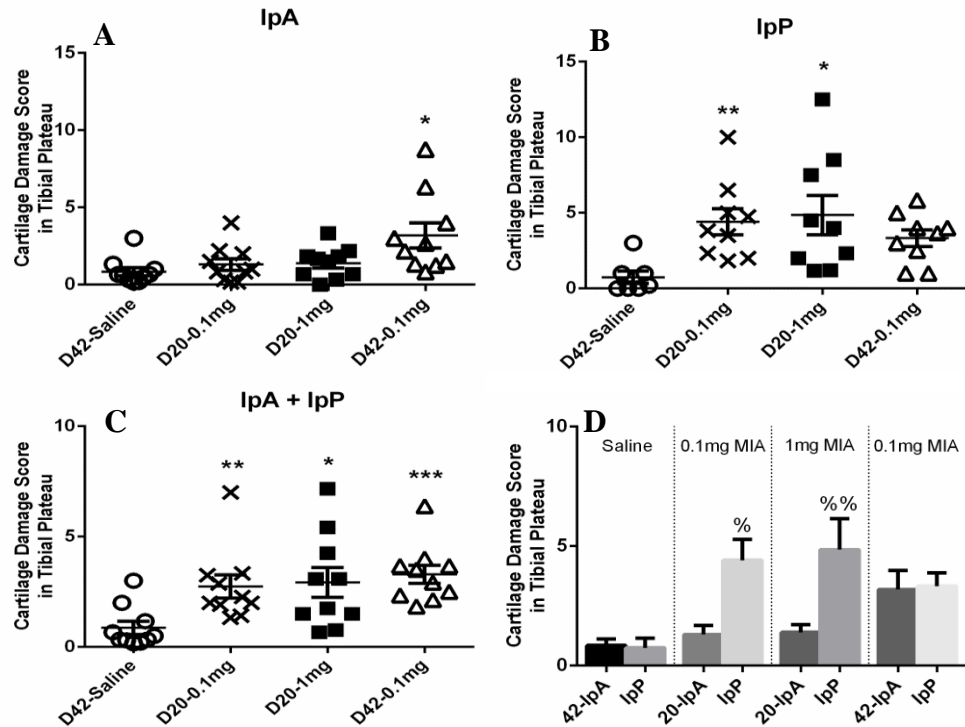 A
IpA
Cartilage Damage Score
in Tibial Plateau
15
10
5
0
*
D42-Saline
D20-0.1mg
D20-1mg
D42-0.1mg
B
IpP
Cartilage Damage Score
in Tibial Plateau
15
10
5
0
**
*
D42-Saline
D20-0.1mg
D20-1mg
D42-0.1mg
C
IpA + IpP
Cartilage Damage Score
in Tibial Plateau
10
5
0
**
*
***
D42-Saline
D20-0.1mg
D20-1mg
D42-0.1mg
D
Cartilage Damage Score
in Tibial Plateau
10
5
0
Saline
0.1mg MIA
1mg MIA
0.1mg MIA
%
%%
42-IpA
IpP
20-IpA
IpP
20-IpA
IpP
42-IpA
IpP